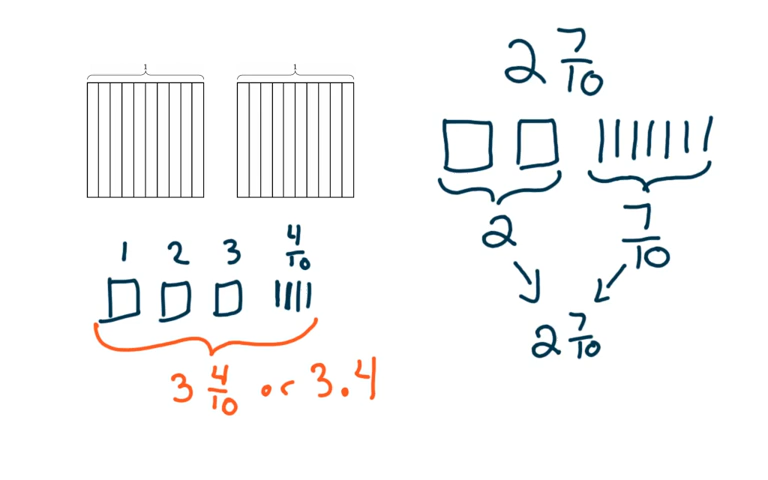 1 1
1 2 3 4/10
3 4/10 or 3.4
2 7/10
2 7/10
2 7/10